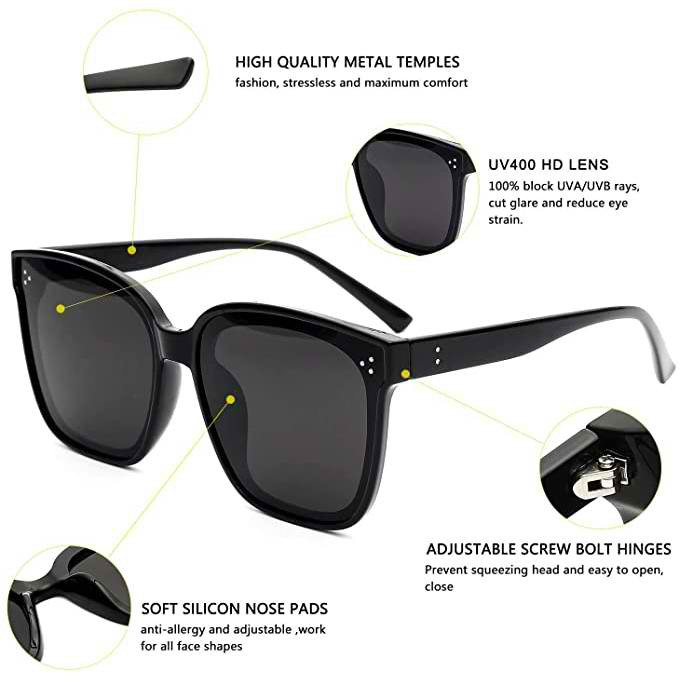 HIGH QUALITY METAL TEMPLES
fashion, stressless and maximum comfort
UV400 HD LENS
100% block UVA/UVB rays,
cut glare and reduce eye
strain.
ADJUSTABLE SCREW BOLT HINGES
Prevent squeezing head and easy to open,
close
SOFT SILICON NOSE PADS
anti-allergy and adjustable ,work
for all face shapes